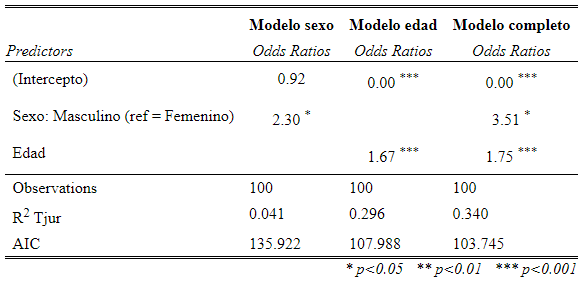 Modelo sexo Modelo edad Modelo completo
Predictors Odds Ratios Odds Ratios Odds Ratios
(Intercepto) 0.92 0.00 *** 0.00 ***
Sexo: Masculino (ref = Femenino) 2.30 * 3.51 *
Edad 1.67 *** 1.75 ***
Observations 100 100 100
R2 Tjur 0.041 0.296 0.340
AIC 135.922 107.988 103.745
* p<0.05 ** p<0.01 *** p<0.001